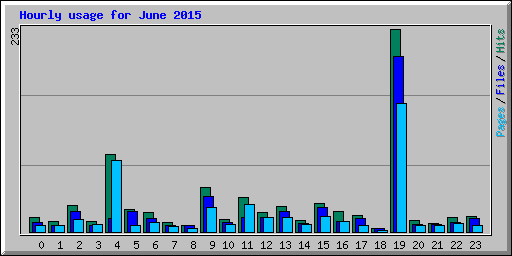 Hourly usage for June 2015
233
Pages / Files / Hits
0 1 2 3 4 5 6 7 8 9 10 11 12 13 14 15 16 17 18 19 20 21 22 23